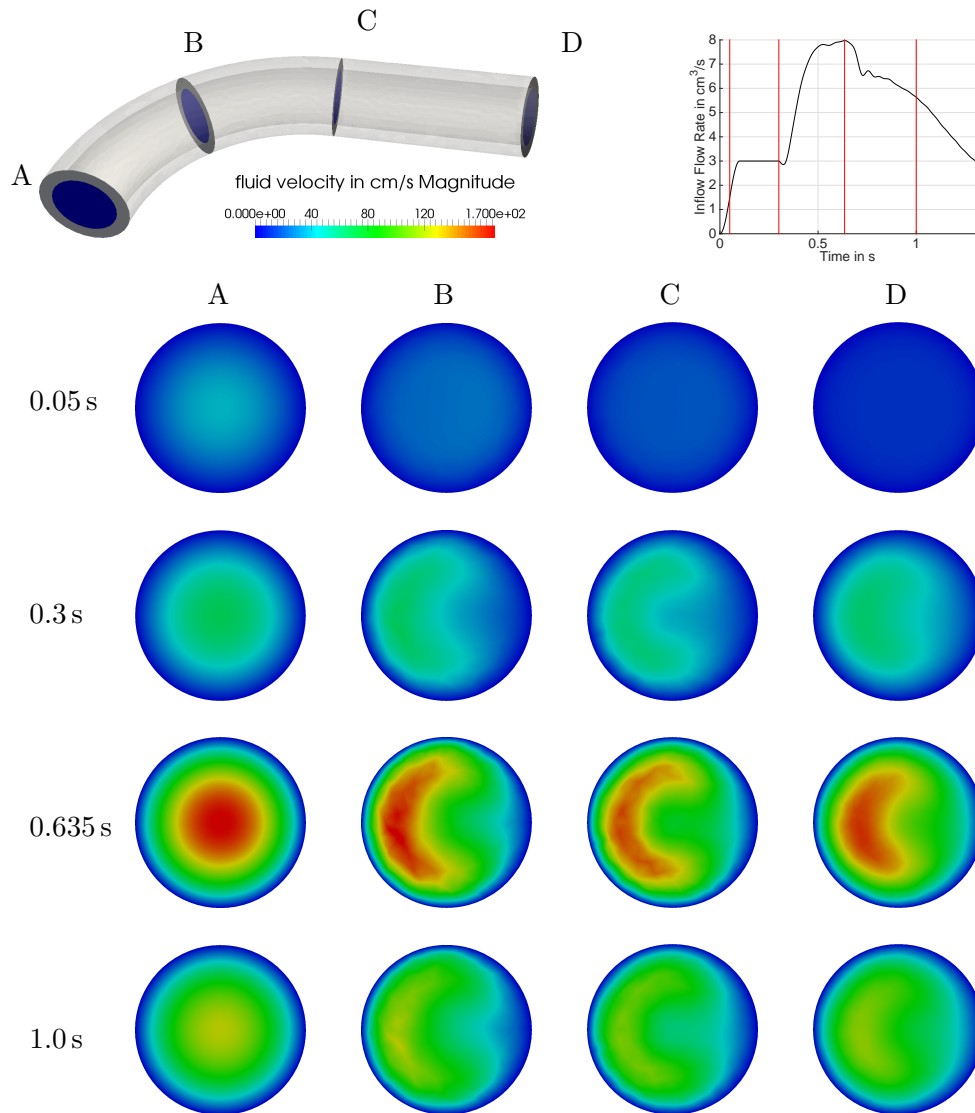 A
B
C
D
fluid velocity in cm/s Magnitude
0.000e+00 40 80 120 1.700e+02
Inflow Flow Rate in cm³/s
8
7
6
5
4
3
2
1
0
0 0.5 1
Time in s
A B C D
0.05 s
0.3 s
0.635 s
1.0 s